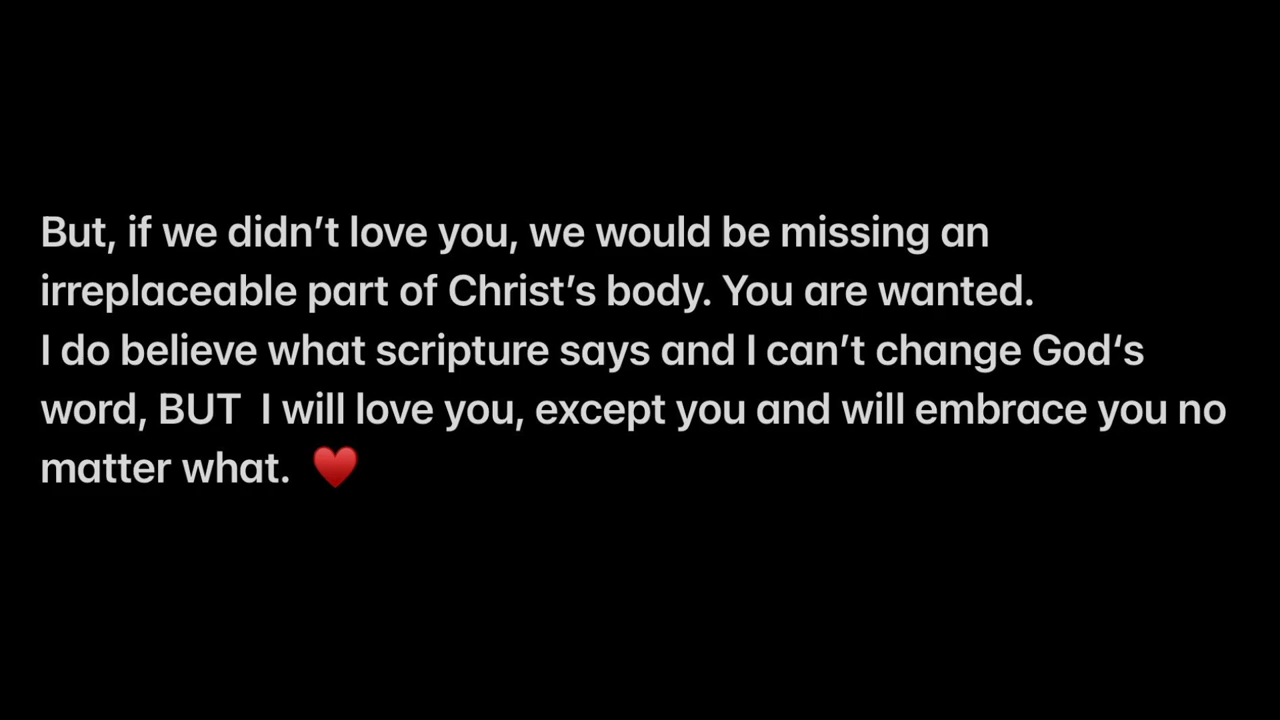 But, if we didn’t love you, we would be missing an
irreplaceable part of Christ’s body. You are wanted.
I do believe what scripture says and I can’t change God‘s
word, BUT  I will love you, except you and will embrace you no
matter what.  ♥️